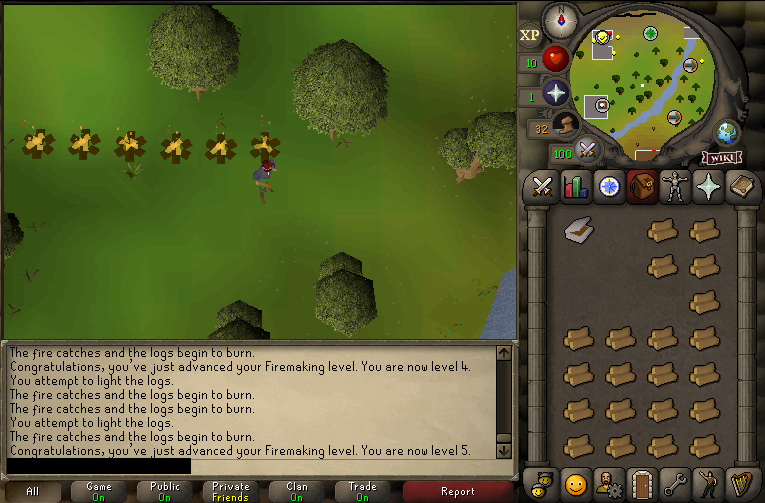 N
XP
10
1
32
100
WIKI
The fire catches and the logs begin to burn.
Congratulations, you've just advanced your Firemaking level. You are now level 4.
You attempt to light the logs.
The fire catches and the logs begin to burn.
The fire catches and the logs begin to burn.
You attempt to light the logs.
The fire catches and the logs begin to burn.
Congratulations, you've just advanced your Firemaking level. You are now level 5.
All
Game
On
Public
On
Private
Friends
Clan
On
Trade
On
Report